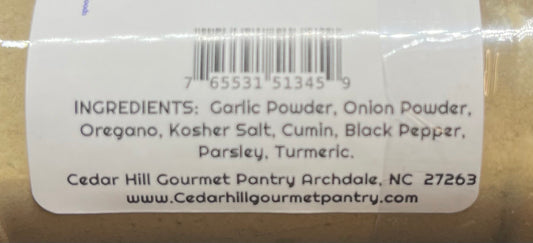 7 65531 51345 9
INGREDIENTS: Garlic Powder, Onion Powder,
Oregano, Kosher Salt, Cumin, Black Pepper,
Parsley, Turmeric.
Cedar Hill Gourmet Pantry Archdale, NC 27263
www.Cedarhillgourmetpantry.com